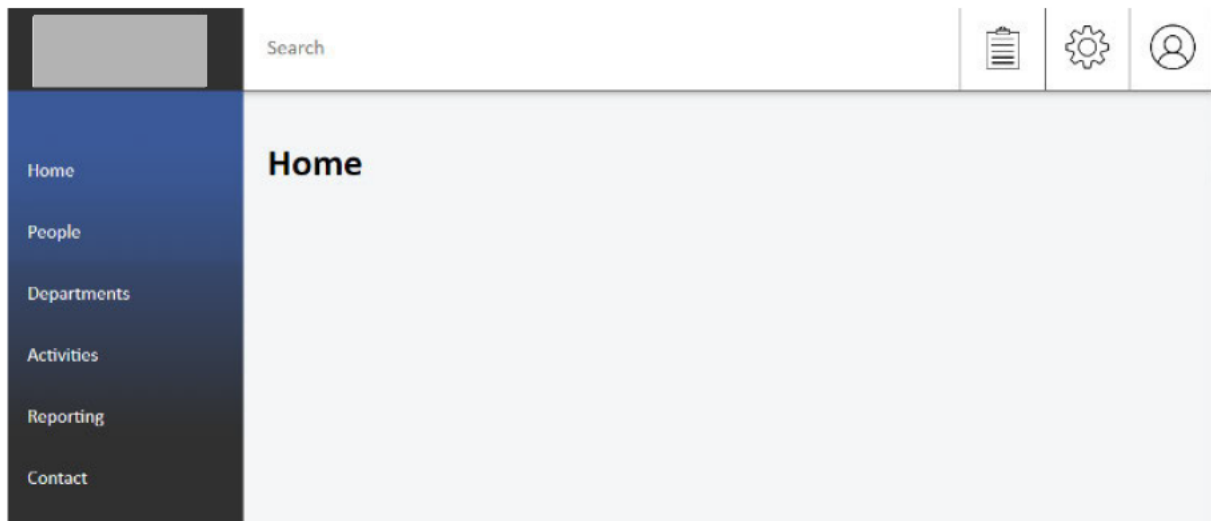 Search
Home
Home
People
Departments
Activities
Reporting
Contact